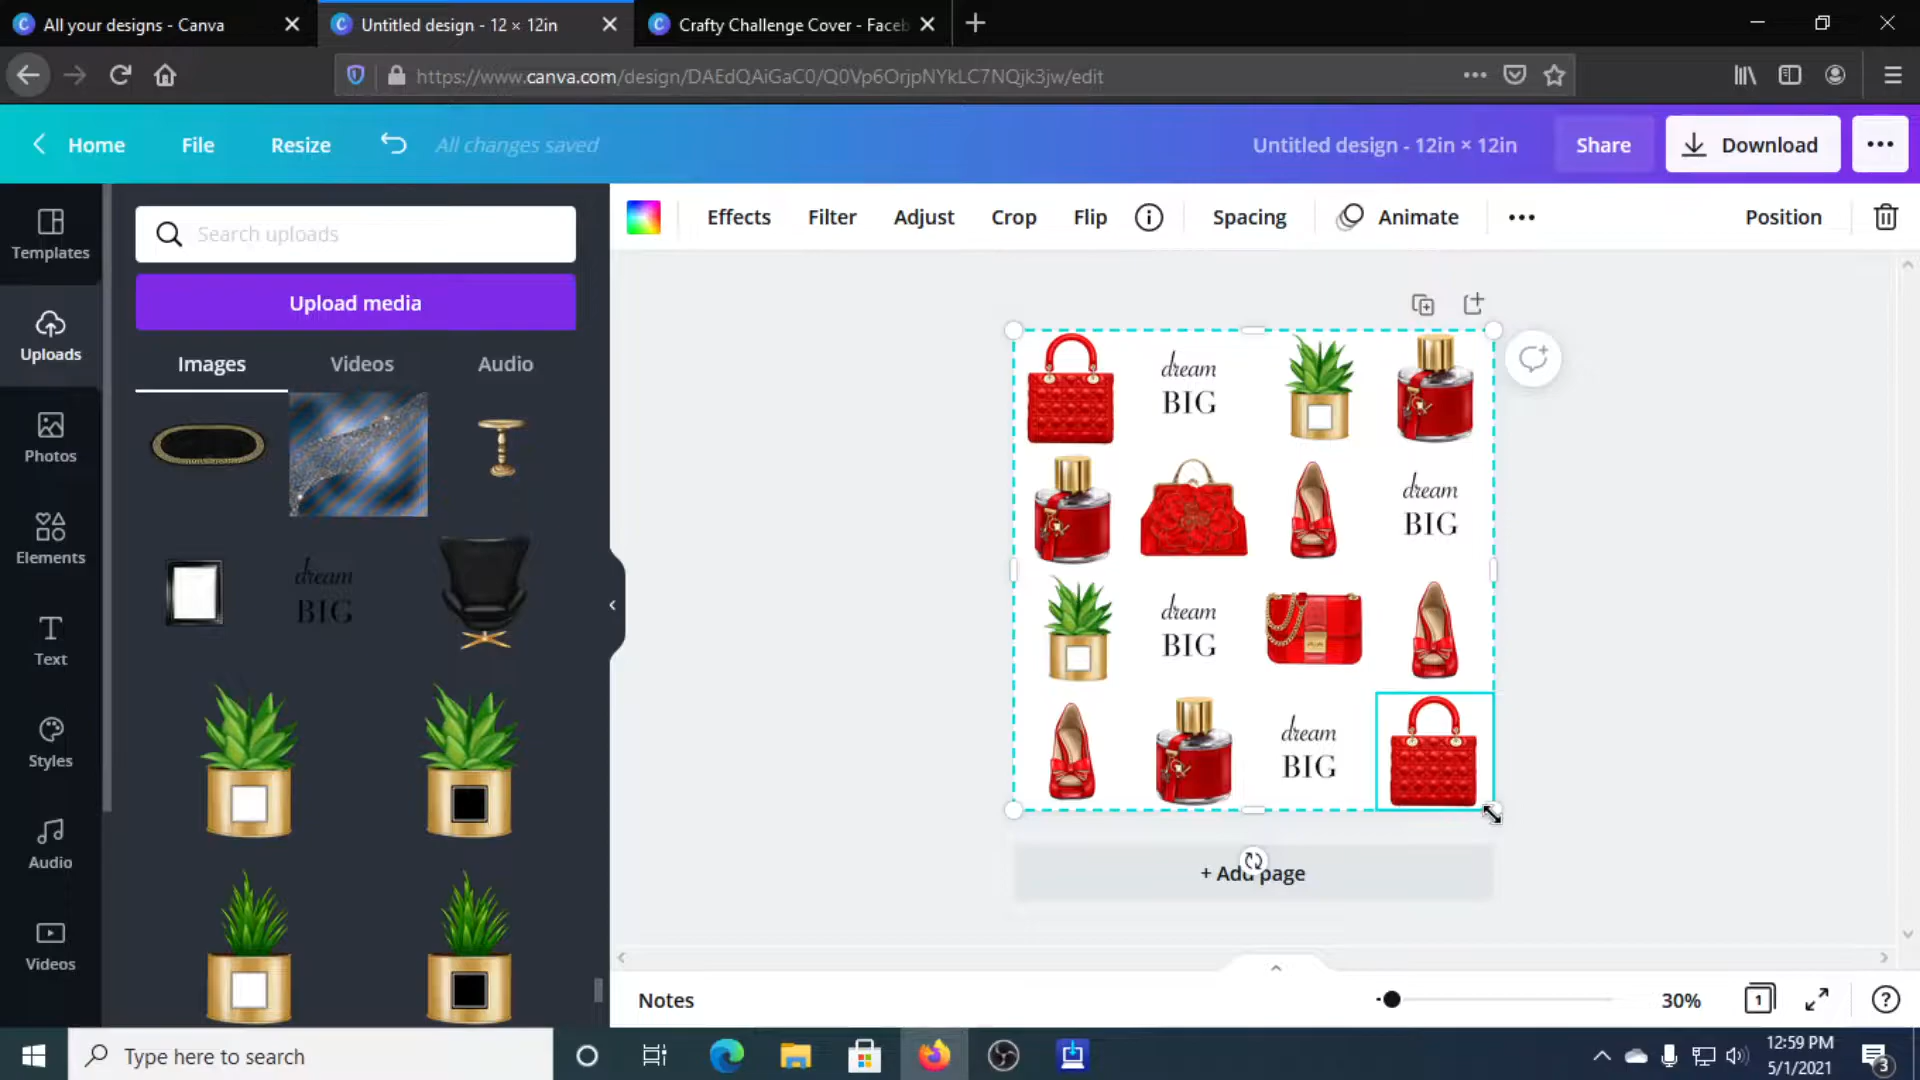 All your designs - Canva
Untitled design - 12 × 12in
Crafty Challenge Cover - Faceb
https://www.canva.com/design/DAEdQAiGaC0/Q0Vp6OrjpNYkLC7NQjk3jw/edit
Home File Resize All changes saved Untitled design - 12in × 12in Share Download
Templates
Uploads
Photos
Elements
Text
Styles
Audio
Videos
Search uploads
Upload media
Images Videos Audio
dream
BIG
Effects Filter Adjust Crop Flip Spacing Animate Position
dream
BIG
dream
BIG
dream
BIG
dream
BIG
+ Add page
Notes 30% 1
Type here to search
12:59 PM
5/1/2021
3